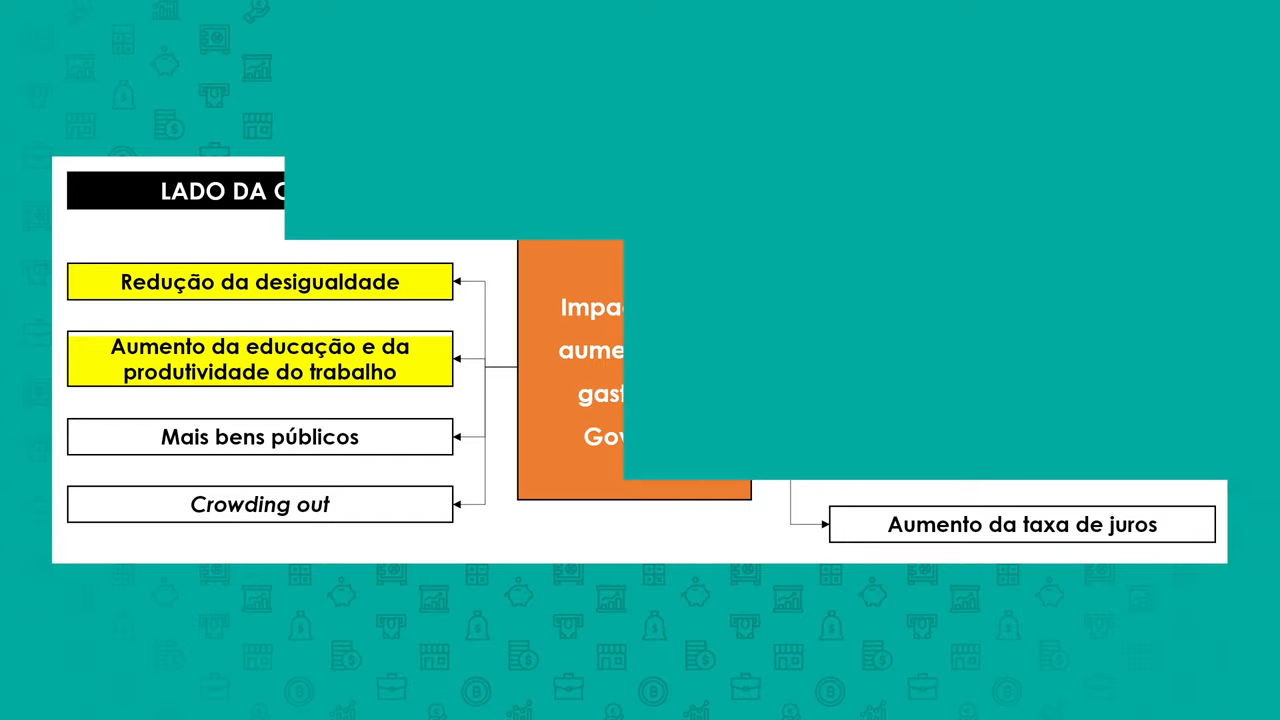 LADO DA
Redução da desigualdade
Aumento da educação e da
produtividade do trabalho
Mais bens públicos
Crowding out
Aumento da taxa de juros